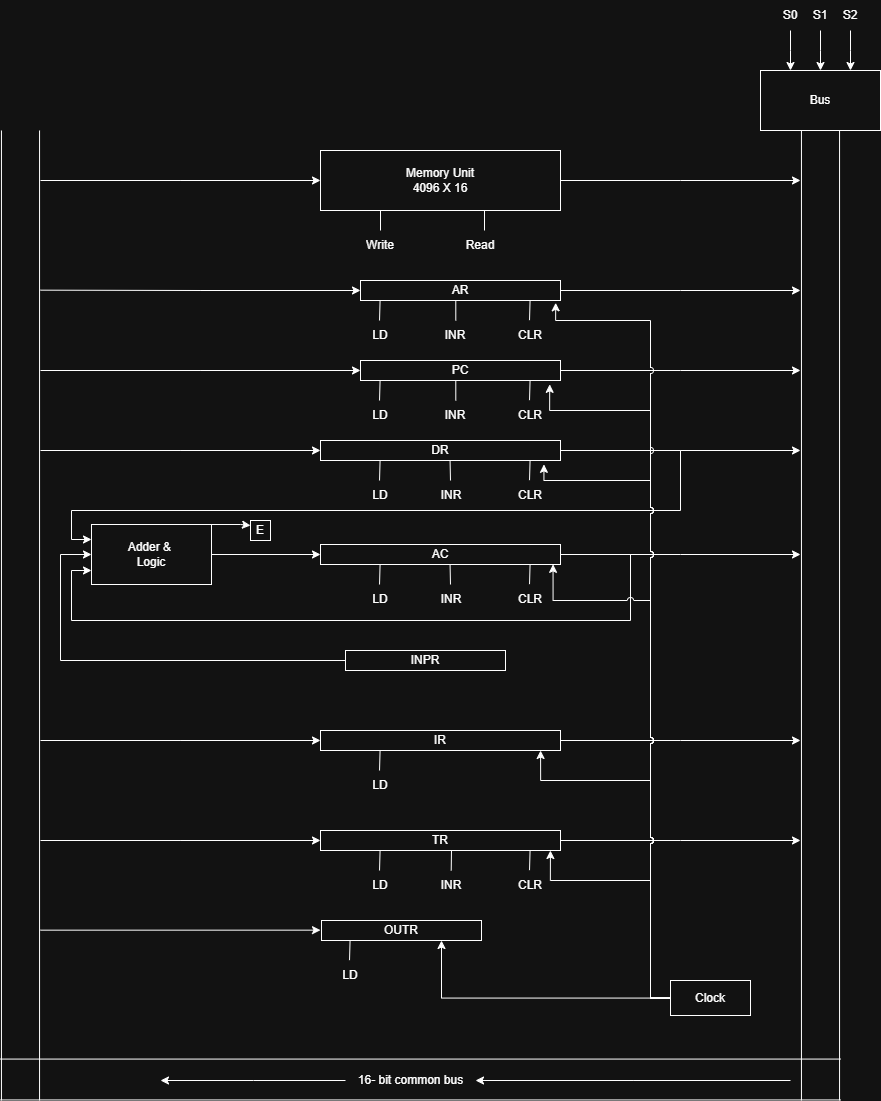 S0 S1 S2
Bus
Memory Unit
4096 X 16
Write Read
AR
LD INR CLR
PC
LD INR CLR
DR
LD INR CLR
E
Adder &
Logic
AC
LD INR CLR
INPR
IR
LD
TR
LD INR CLR
OUTR
LD
Clock
16- bit common bus